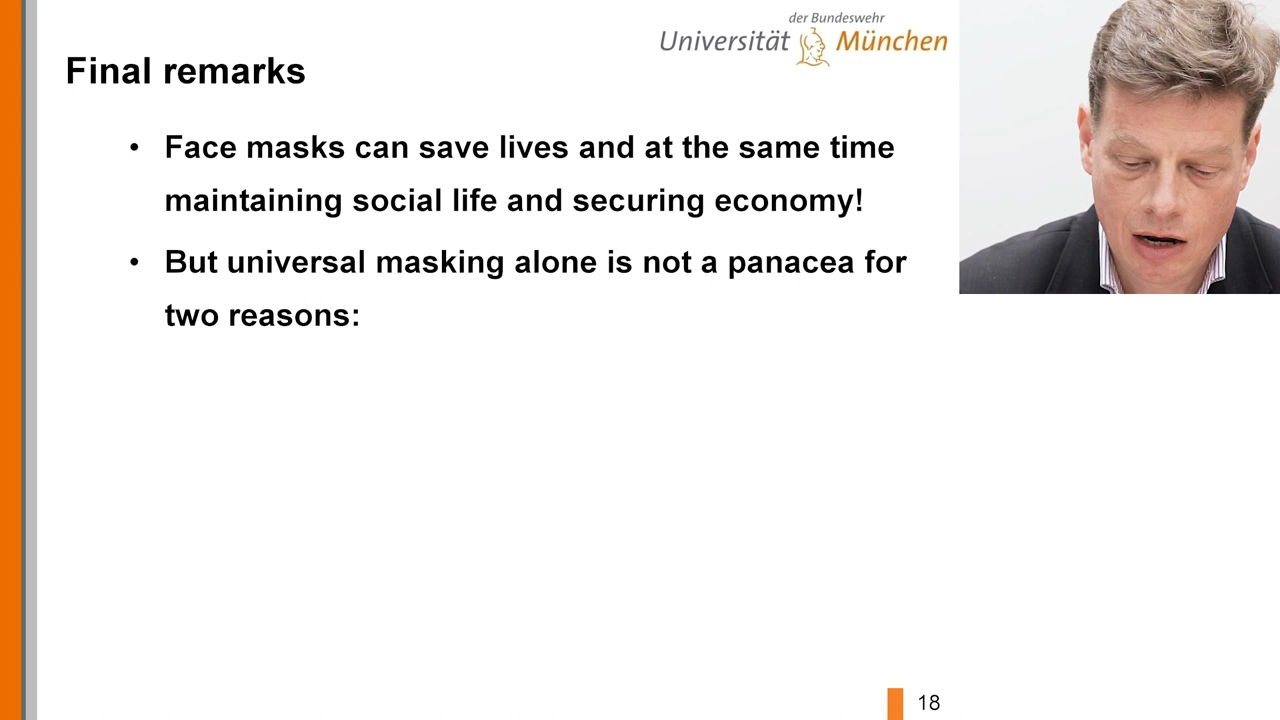 der Bundeswehr
Universität München
Final remarks
• Face masks can save lives and at the same time
maintaining social life and securing economy!
• But universal masking alone is not a panacea for
two reasons:
18